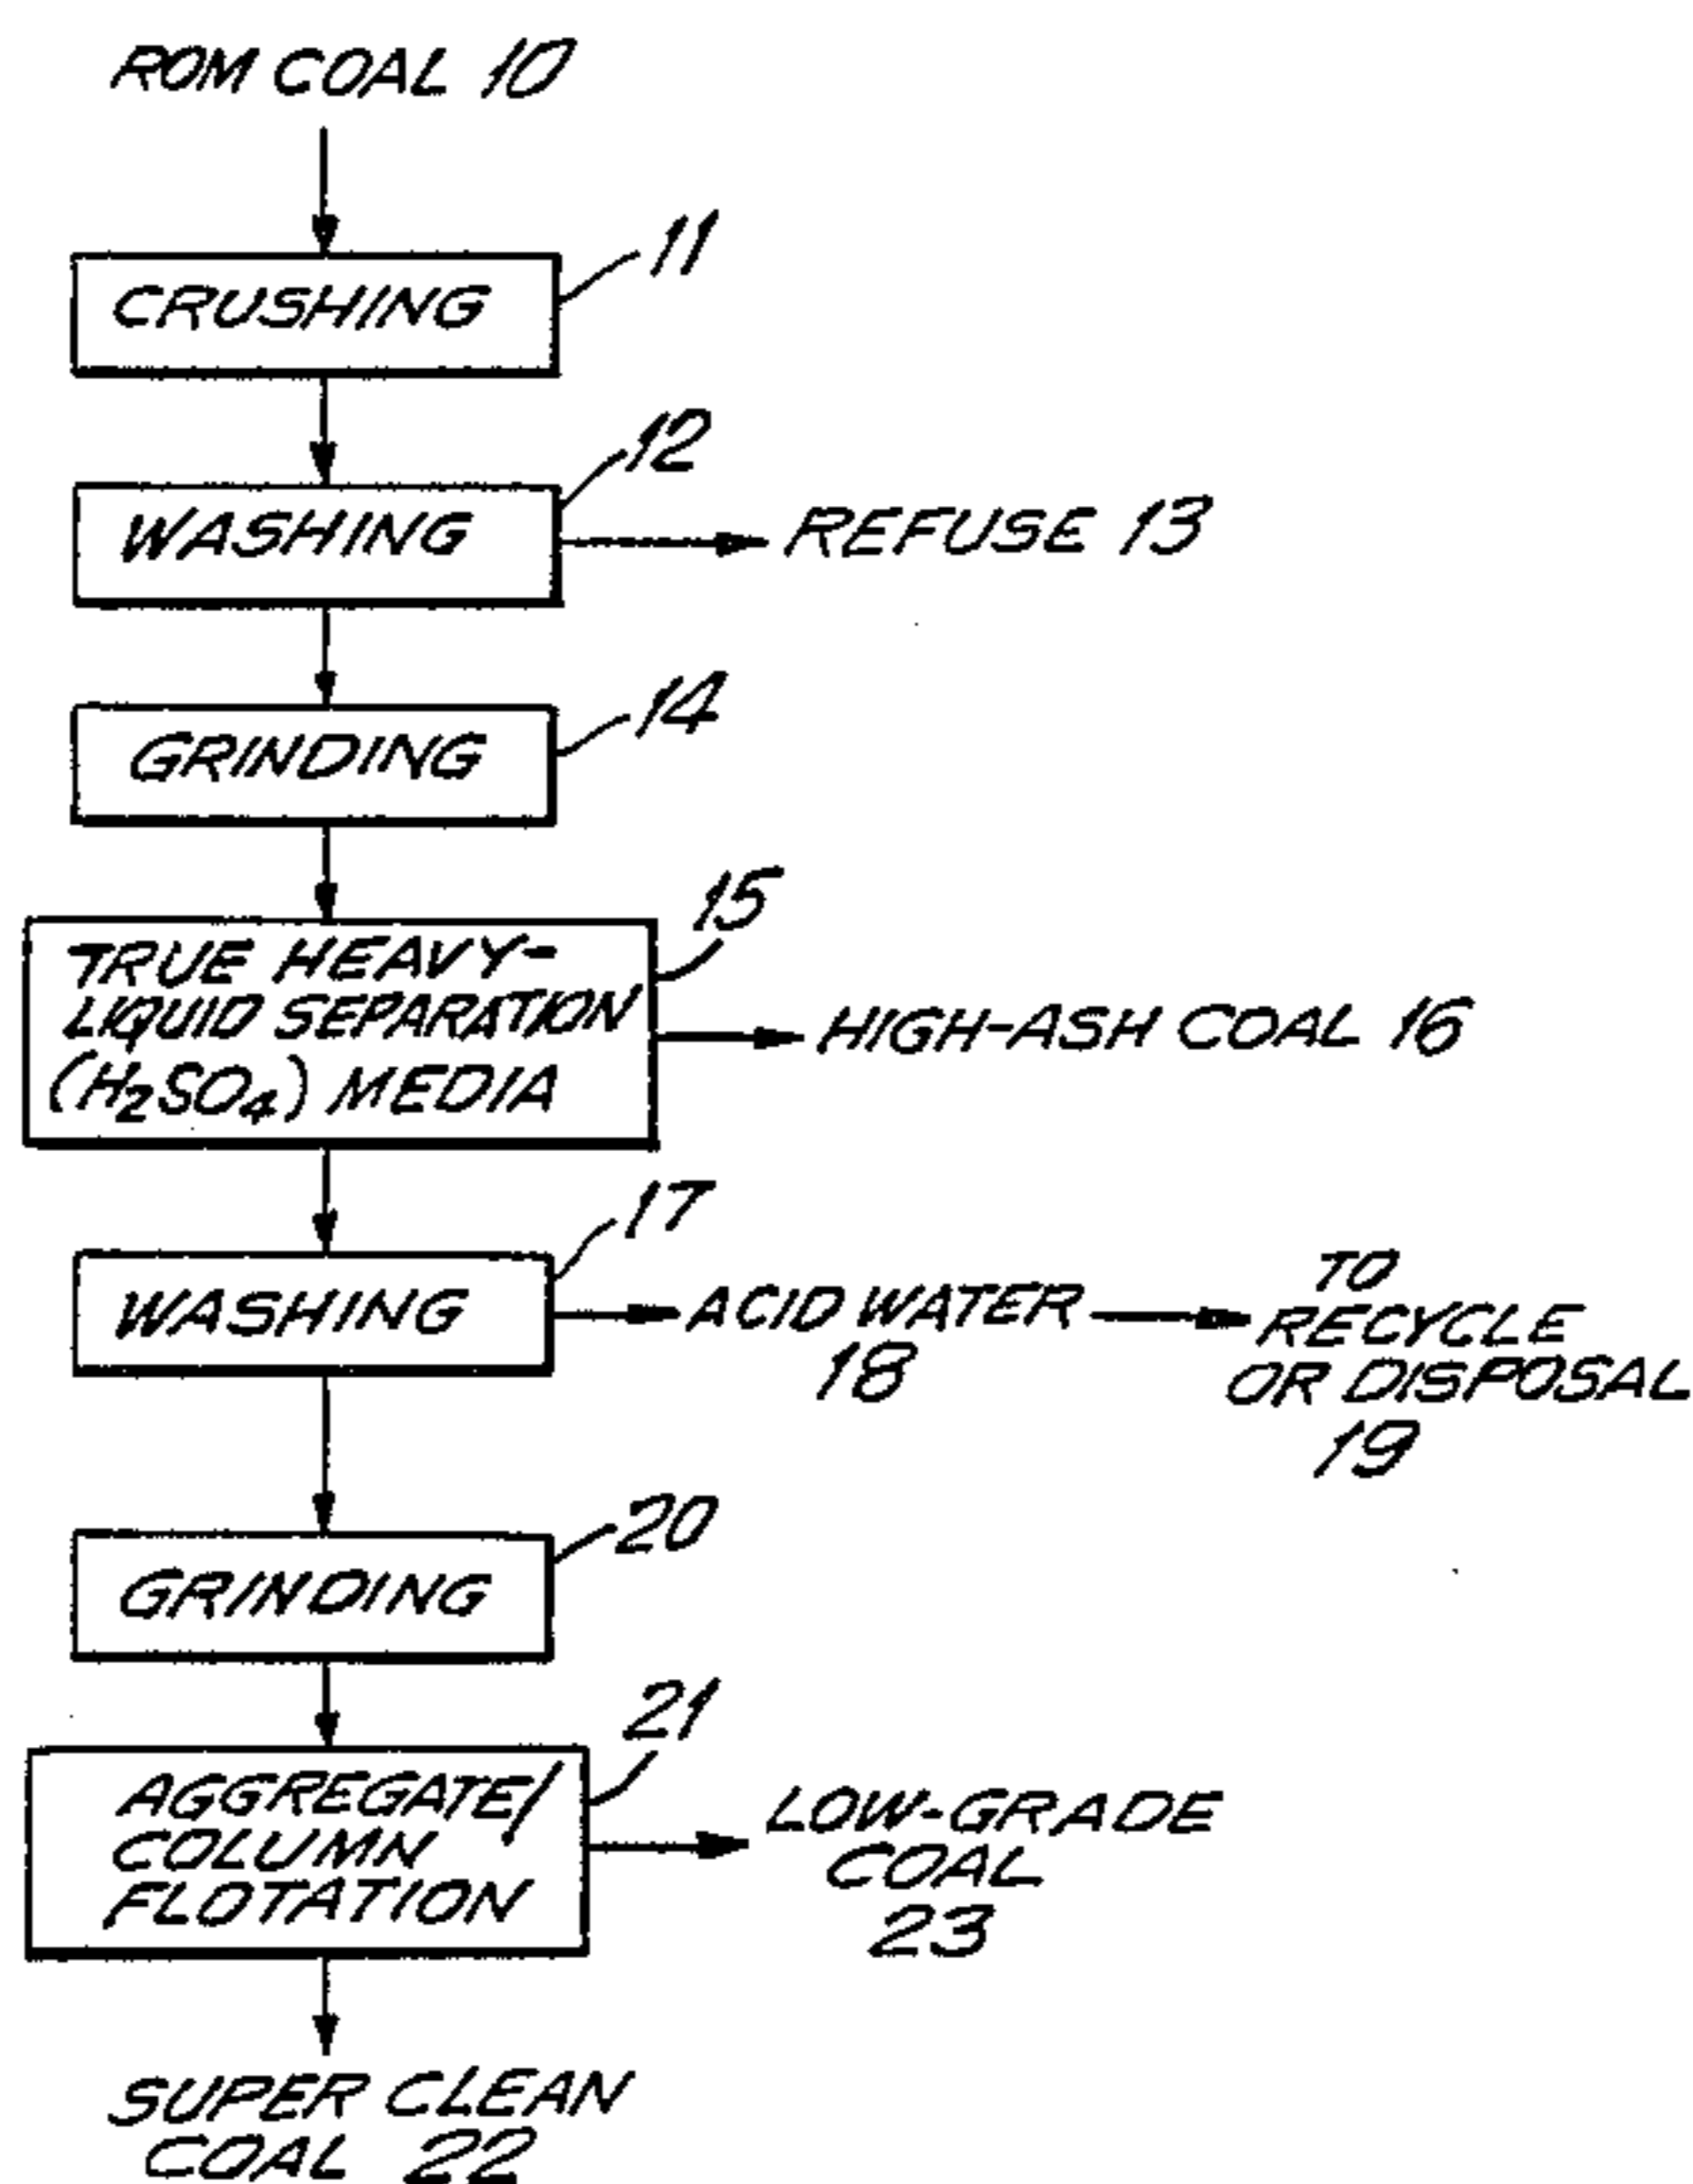 ROM COAL 10
CRUSHING
11
WASHING
12
REFUSE 13
GRINDING
14
TRUE HEAVY-
LIQUID SEPARATION
(H₂SO₄) MEDIA
15
HIGH-ASH COAL 16
WASHING
17
ACID WATER
18
TO
RECYCLE
OR DISPOSAL
19
GRINDING
20
AGGREGATE/
COLUMN
FLOTATION
21
LOW-GRADE
COAL
23
SUPER CLEAN
COAL 22